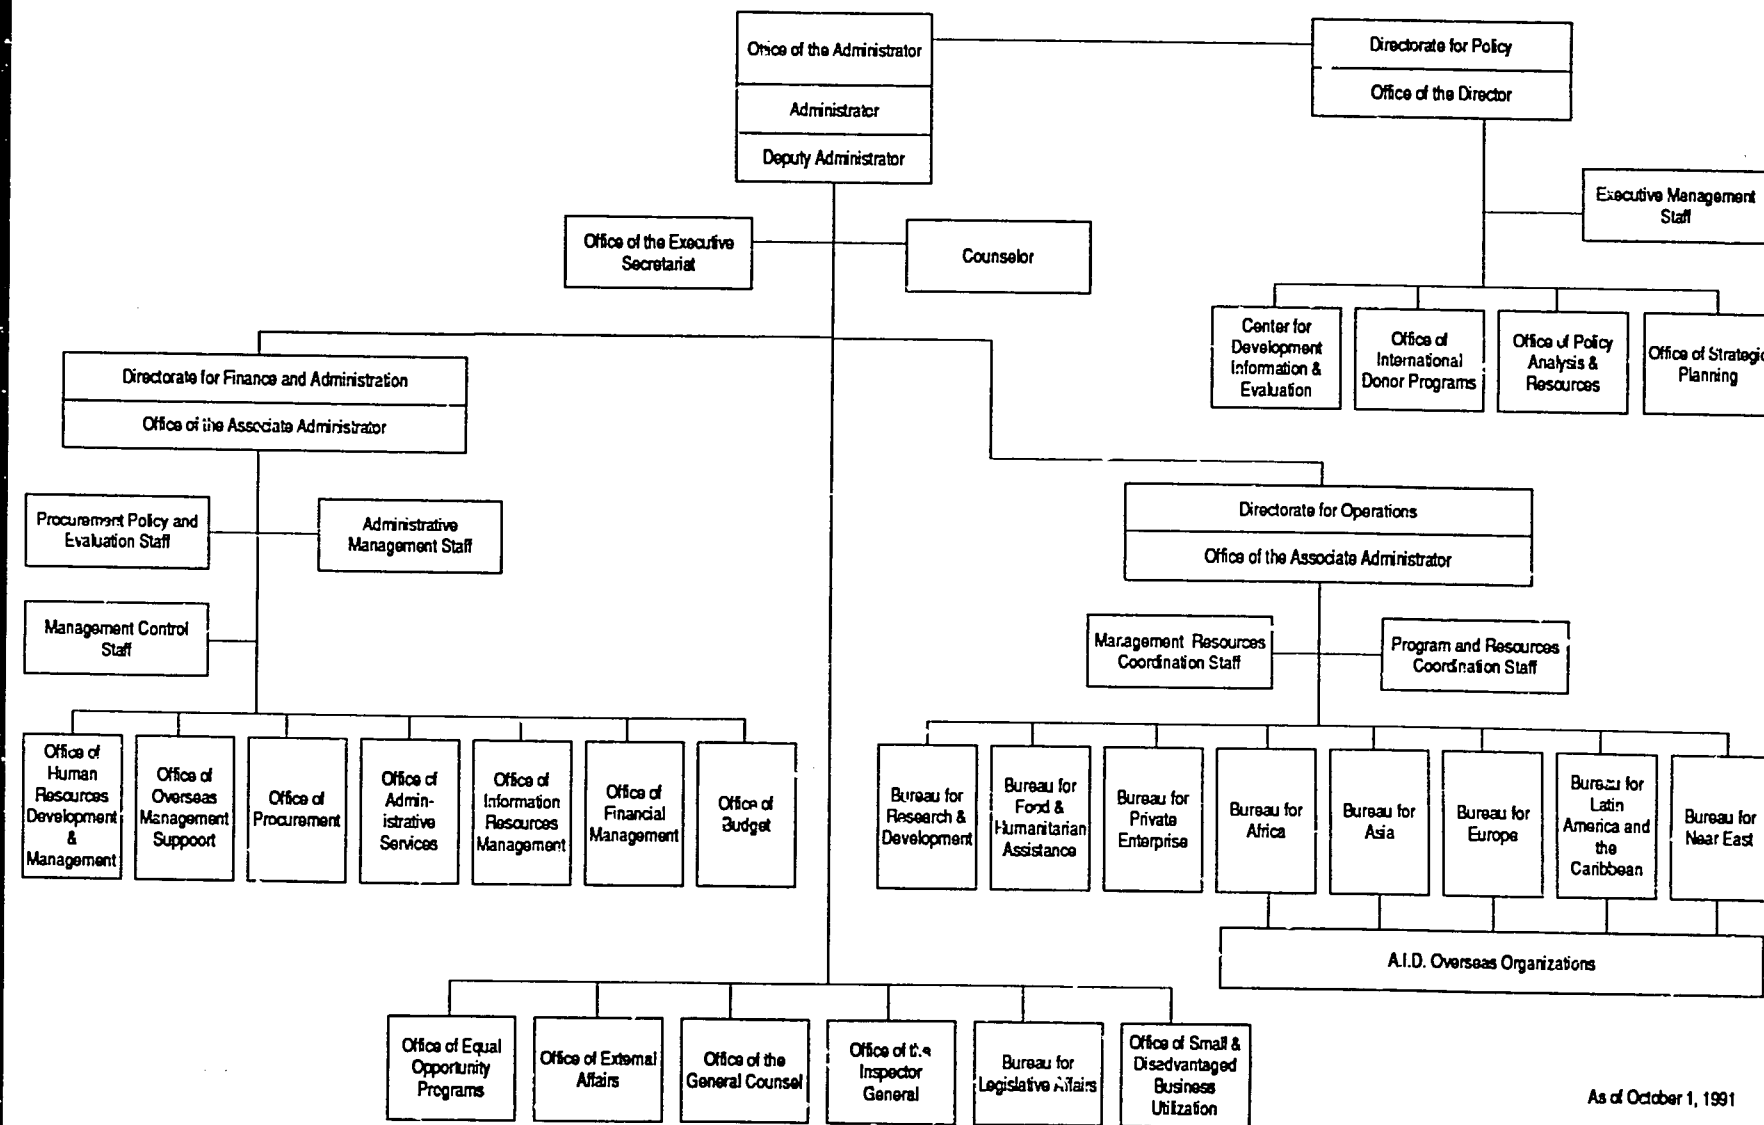 Office of the Administrator
Administrator
Deputy Administrator
Directorate for Policy
Office of the Director
Executive Management
Staff
Office of the Executive
Secretariat
Counselor
Center for
Development
Information &
Evaluation
Office of
International
Donor Programs
Office of Policy
Analysis &
Resources
Office of Strategic
Planning
Directorate for Finance and Administration
Office of the Associate Administrator
Procurement Policy and
Evaluation Staff
Administrative
Management Staff
Management Control
Staff
Directorate for Operations
Office of the Associate Administrator
Management Resources
Coordination Staff
Program and Resources
Coordination Staff
Office of
Human
Resources
Development
&
Management
Office of
Overseas
Management
Suppoort
Office of
Procurement
Office of
Admin-
istrative
Services
Office of
Information
Resources
Management
Office of
Financial
Management
Office of
Budget
Bureau for
Research &
Development
Bureau for
Food &
Humanitarian
Assistance
Bureau for
Private
Enterprise
Bureau for
Africa
Bureau for
Asia
Bureau for
Europe
Bureau for
Latin
America and
the
Caribbean
Bureau for
Near East
A.I.D. Overseas Organizations
Office of Equal
Opportunity
Programs
Office of External
Affairs
Office of the
General Counsel
Office of the
Inspector
General
Bureau for
Legislative Affairs
Office of Small &
Disadvantaged
Business
Utilization
As of October 1, 1991